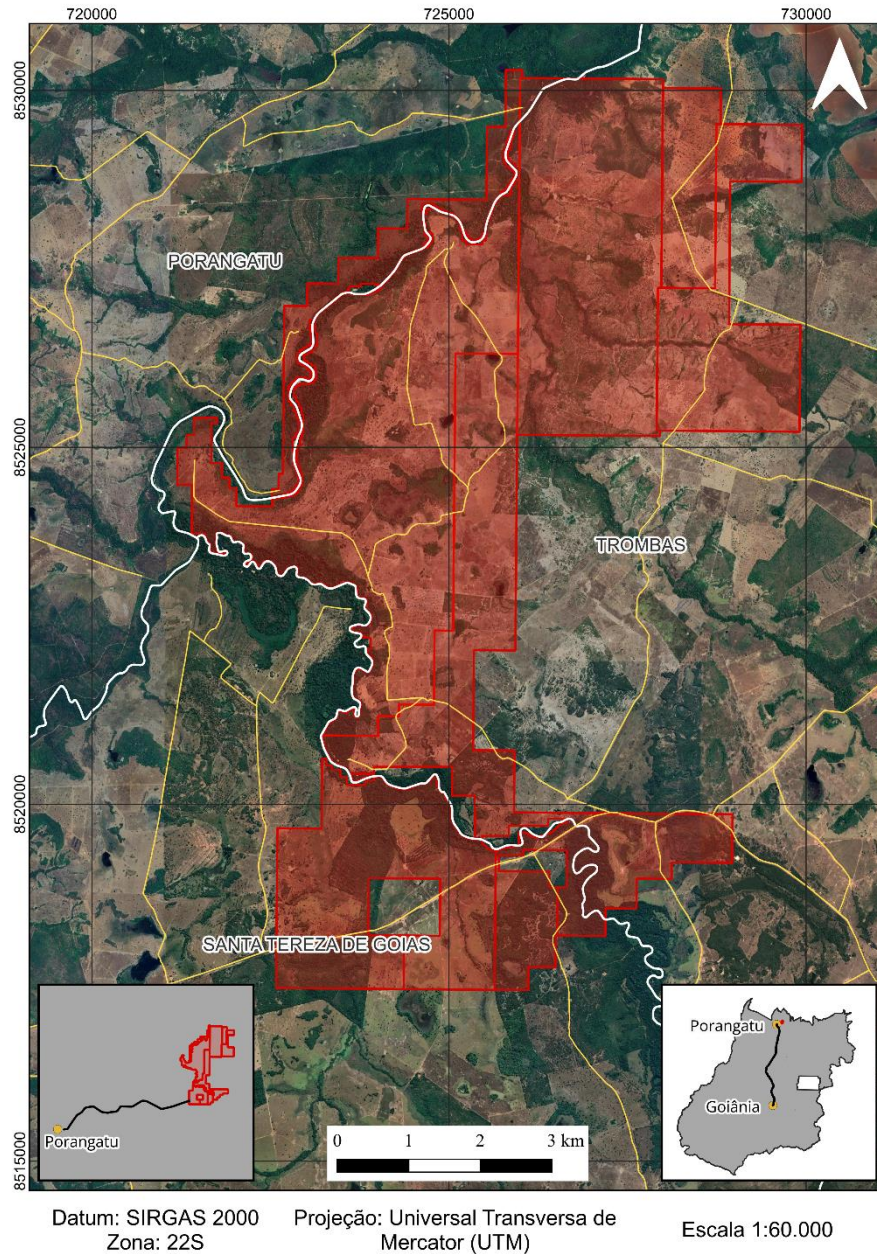 720000
725000
730000
8530000
PORANGATU
8525000
TROMBAS
8520000
SANTA TEREZA DE GOIAS
Porangatu
Porangatu
Goiânia
0 1 2 3 km
8515000
Datum: SIRGAS 2000
Zona: 22S
Projeção: Universal Transversa de
Mercator (UTM)
Escala 1:60.000